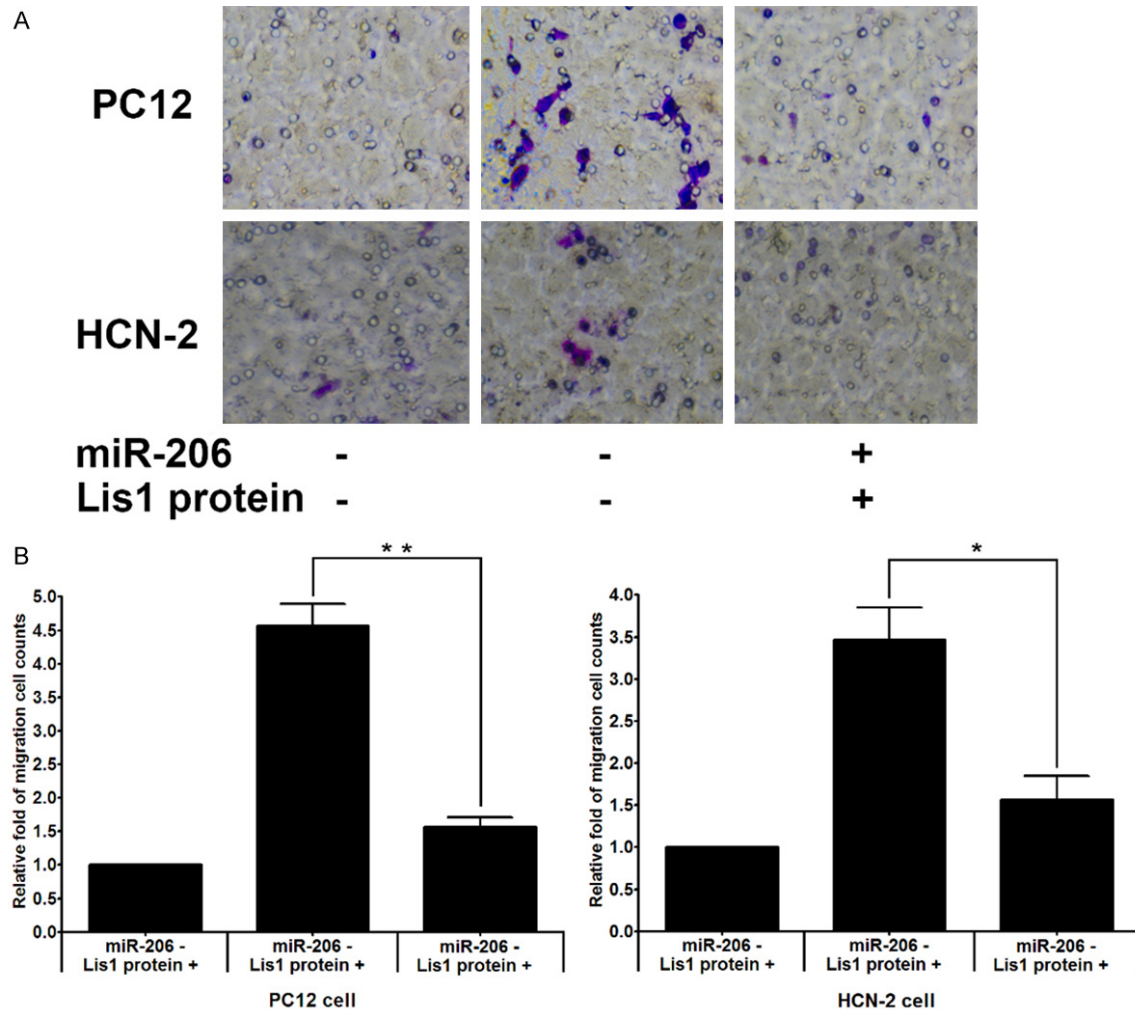 A
PC12
HCN-2
miR-206 - - +
Lis1 protein - - +
B
* *
Relative fold of migration cell counts
5.0
4.5
4.0
3.5
3.0
2.5
2.0
1.5
1.0
0.5
0.0
miR-206 - miR-206 - miR-206 -
Lis1 protein + Lis1 protein + Lis1 protein +
PC12 cell
*
Relative fold of migration cell counts
4.0
3.5
3.0
2.5
2.0
1.5
1.0
0.5
0.0
miR-206 - miR-206 - miR-206 -
Lis1 protein + Lis1 protein + Lis1 protein +
HCN-2 cell